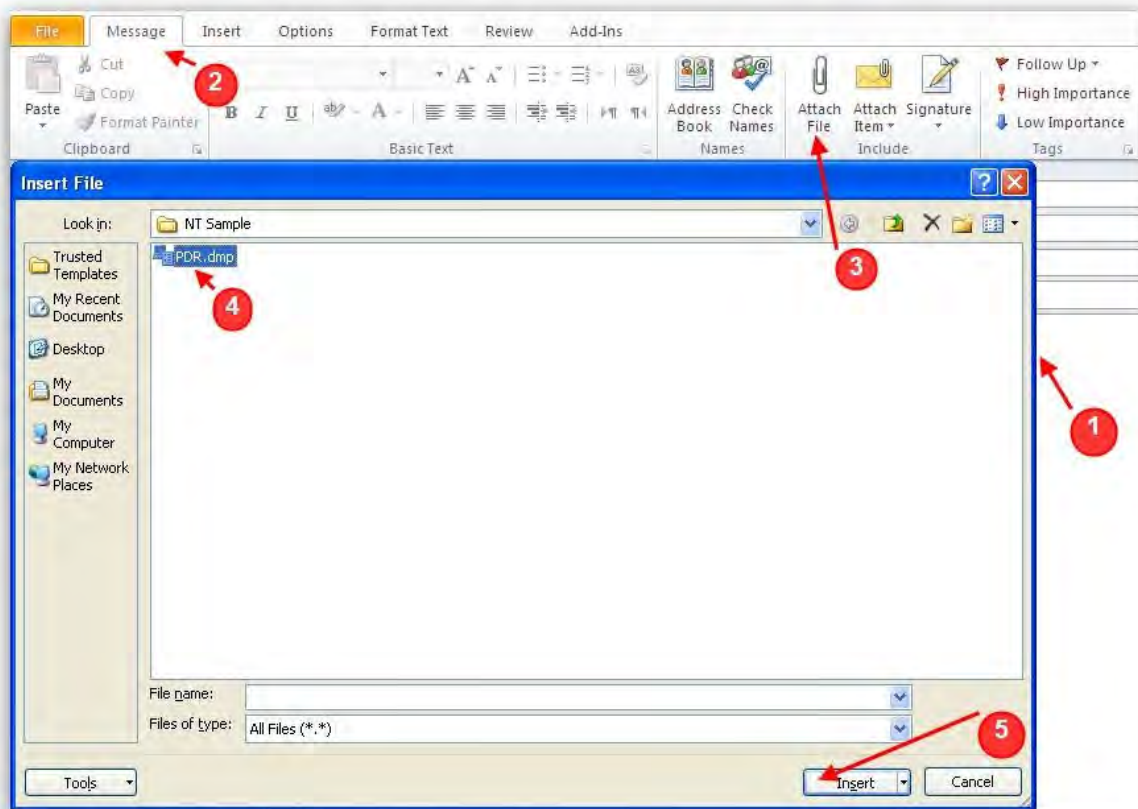 File Message Insert Options Format Text Review Add-Ins
Cut
Copy
Paste
Format Painter
Clipboard
2
B I U A
Basic Text
Address Book
Check Names
Names
Attach File
Attach Item
Signature
Include
Follow Up
High Importance
Low Importance
Tags
Insert File
Look in: NT Sample
PDR.dmp
3
4
Trusted Templates
My Recent Documents
Desktop
My Documents
My Computer
My Network Places
1
File name:
Files of type: All Files (*.*)
5
Tools
Insert
Cancel